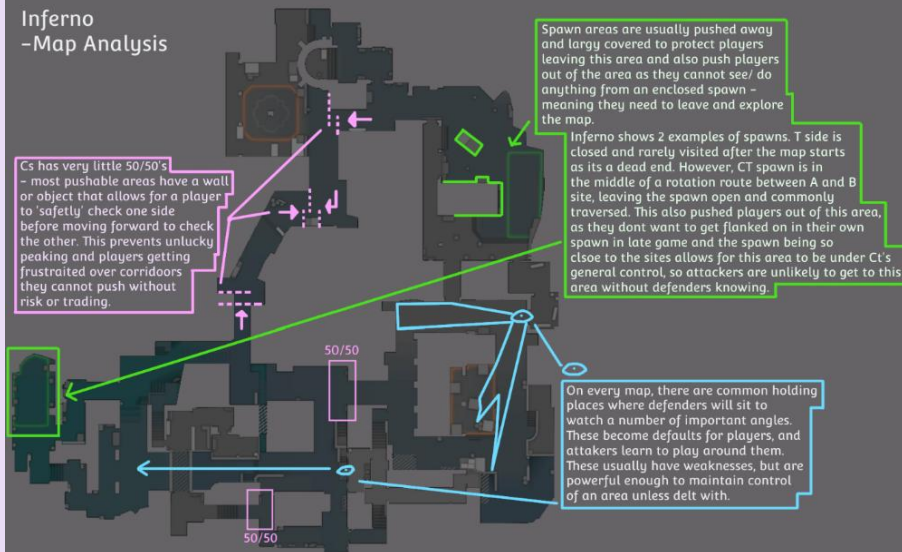 Inferno
-Map Analysis
Spawn areas are usually pushed away
and largy covered to protect players
leaving this area and also push players
out of the area as they cannot see/ do
anything from an enclosed spawn -
meaning they need to leave and explore
the map.
Inferno shows 2 examples of spawns. T side is
closed and rarely visited after the map starts
as its a dead end. However, CT spawn is in
the middle of a rotation route between A and B
site, leaving the spawn open and commonly
traversed. This also pushed players out of this area,
as they dont want to get flanked on in their own
spawn in late game and the spawn being so
clsoe to the sites allows for this area to be under Ct's
general control, so attackers are unlikely to get to this
area without defenders knowing.
Cs has very little 50/50's
- most pushable areas have a wall
or object that allows for a player
to 'safetly' check one side
before moving forward to check
the other. This prevents unlucky
peaking and players getting
frustraited over corridoors
they cannot push without
risk or trading.
50/50
50/50
On every map, there are common holding
places where defenders will sit to
watch a number of important angles.
These become defaults for players, and
attakers learn to play around them.
These usually have weaknesses, but are
powerful enough to maintain control
of an area unless delt with.